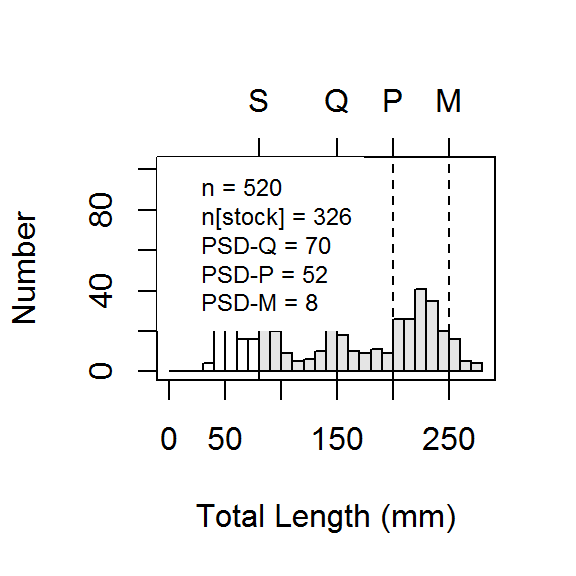 S Q P M
n = 520
n[stock] = 326
PSD-Q = 70
PSD-P = 52
PSD-M = 8
Number
80
40
0
0 50 150 250
Total Length (mm)